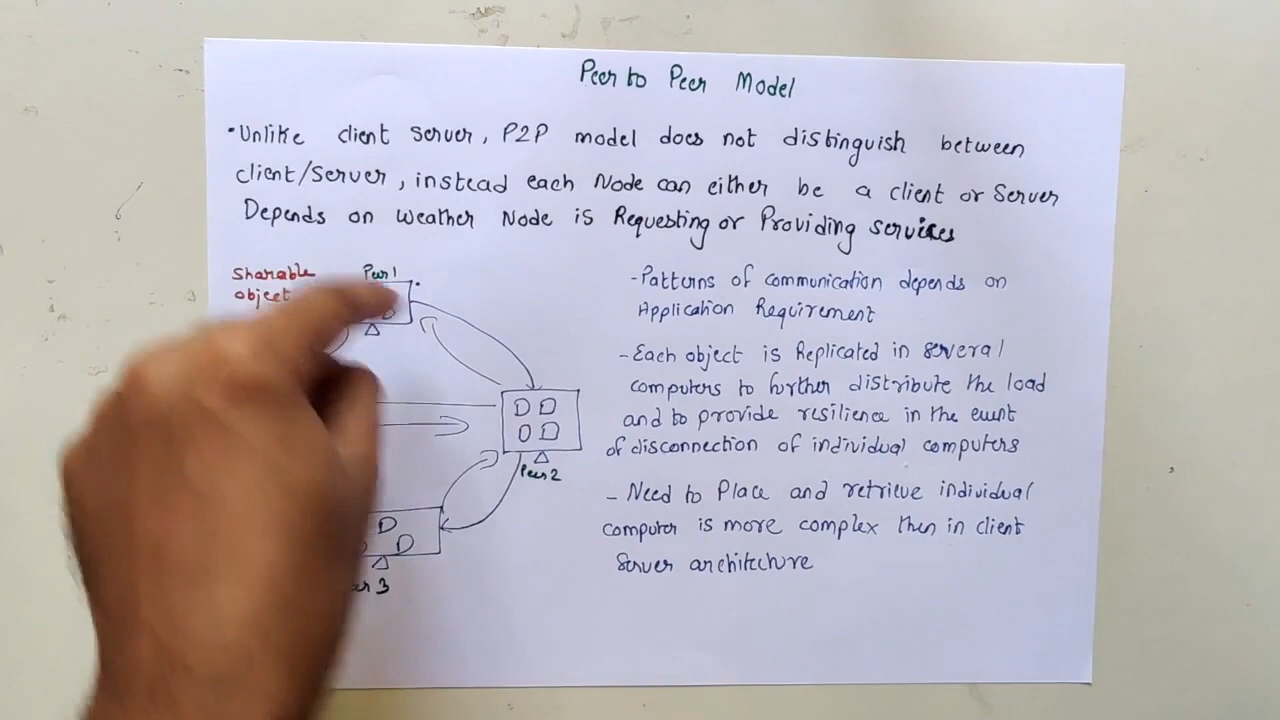 Peer to Peer Model
•Unlike client server, P2P model does not distinguish between
client/server, instead each Node can either be a client or server
Depends on weather Node is Requesting or Providing services
Sharable
object
Peer 1
Peer 2
3
-Patterns of communication depends on
Application Requirement
-Each object is Replicated in several
computers to further distribute the load
and to provide resilience in the event
of disconnection of individual computers
- Need to Place and retrieve individual
computer is more complex then in client
Server architecture